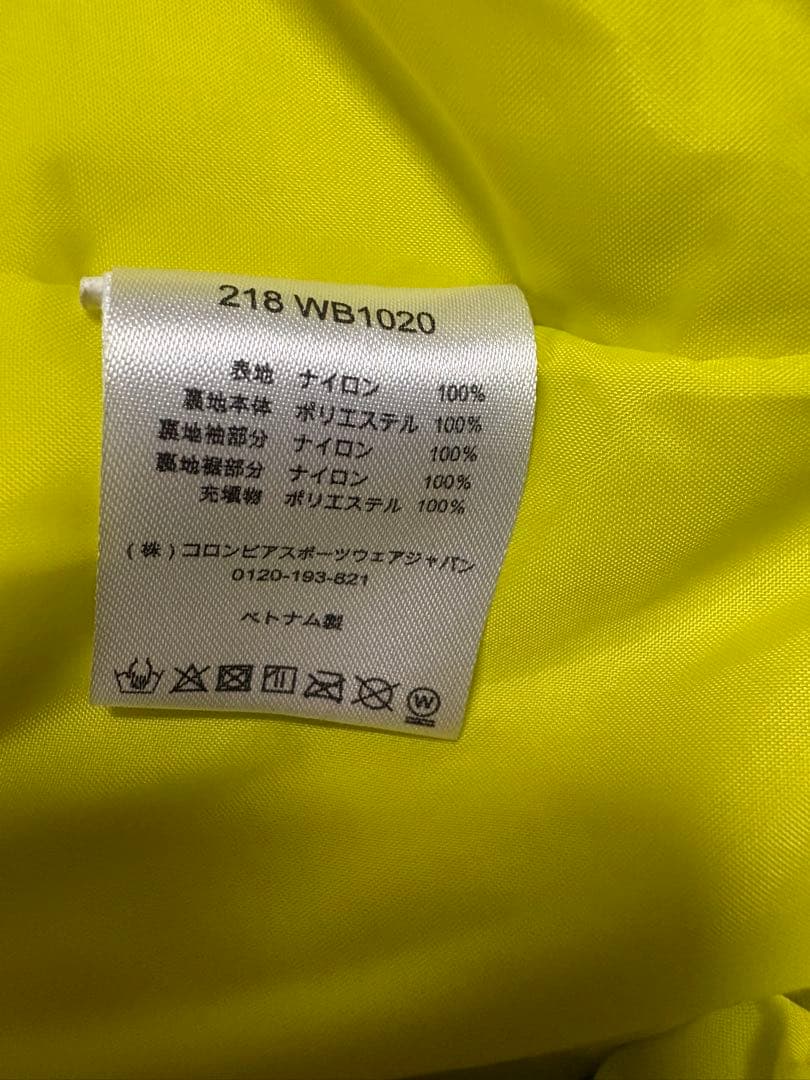 218 WB1020
表地 ナイロン 100%
裏地本体 ポリエステル 100%
裏地袖部分 ナイロン 100%
裏地裾部分 ナイロン 100%
充填物 ポリエステル 100%
(株)コロンビアスポーツウェアジャパン
0120-193-821
ベトナム製
W